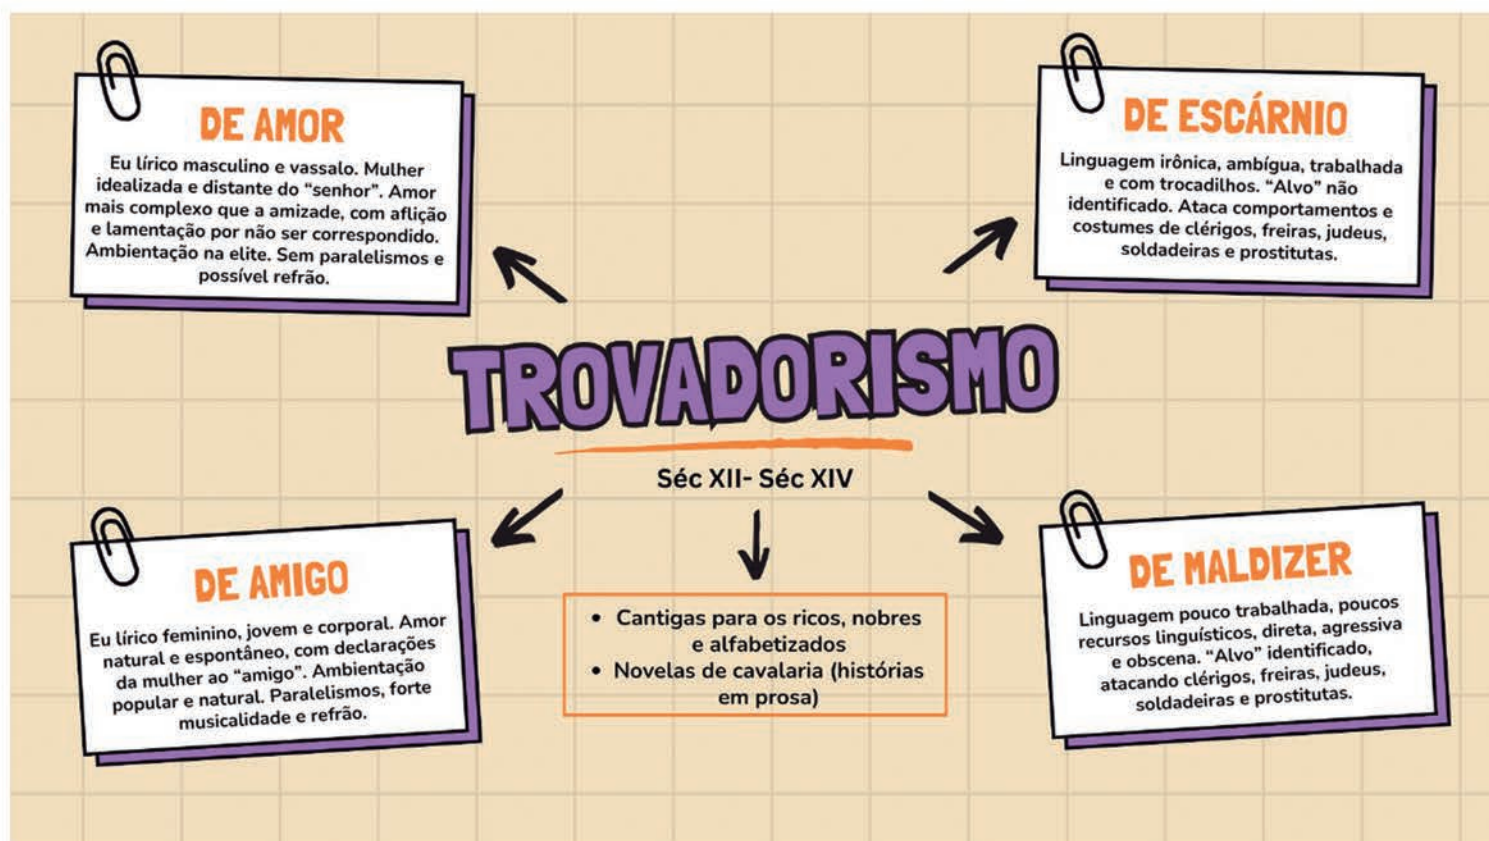 DE AMOR
Eu lírico masculino e vassalo. Mulher
idealizada e distante do “senhor”. Amor
mais complexo que a amizade, com aflição
e lamentação por não ser correspondido.
Ambientação na elite. Sem paralelismos e
possível refrão.
DE ESCÁRNIO
Linguagem irônica, ambígua, trabalhada
e com trocadilhos. “Alvo” não
identificado. Ataca comportamentos e
costumes de clérigos, freiras, judeus,
soldadeiras e prostitutas.
TROVADORISMO
Séc XII- Séc XIV
DE AMIGO
Eu lírico feminino, jovem e corporal. Amor
natural e espontâneo, com declarações
da mulher ao “amigo”. Ambientação
popular e natural. Paralelismos, forte
musicalidade e refrão.
• Cantigas para os ricos, nobres
e alfabetizados
• Novelas de cavalaria (histórias
em prosa)
DE MALDIZER
Linguagem pouco trabalhada, poucos
recursos linguísticos, direta, agressiva
e obscena. “Alvo” identificado,
atacando clérigos, freiras, judeus,
soldadeiras e prostitutas.